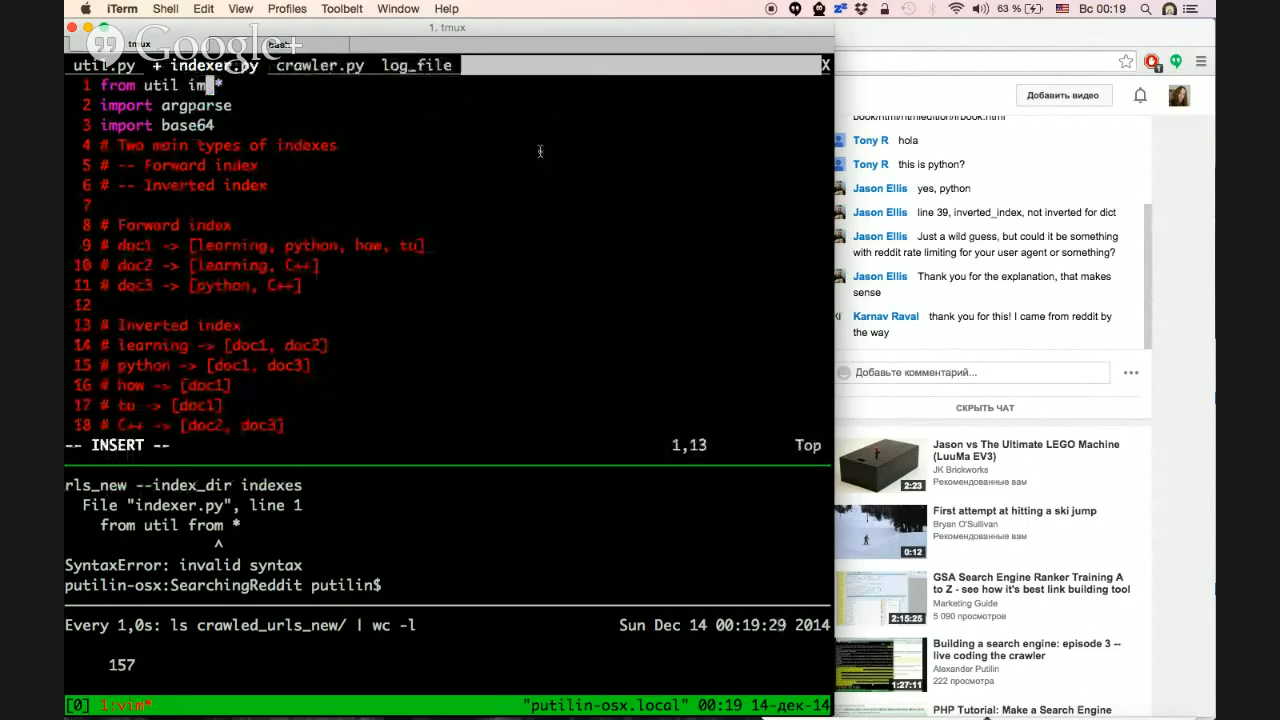 iTerm Shell Edit View Profiles Toolbelt Window Help
63 % Вс 00:19
1. tmux
tmux
bash
Google+
util.py + indexer.py crawler.py log_file X
1 from util im *
2 import argparse
3 import base64
4 # Two main types of indexes
5 # -- Forward index
6 # -- Inverted index
7
8 # Forward index
9 # doc1 -> [learning, python, how, to]
10 # doc2 -> [learning, C++]
11 # doc3 -> [python, C++]
12
13 # Inverted index
14 # learning -> [doc1, doc2]
15 # python -> [doc1, doc3]
16 # how -> [doc1]
17 # to -> [doc1]
18 # C++ -> [doc2, doc3]
-- INSERT -- 1,13 Top
rls_new --index_dir indexes
File "indexer.py", line 1
from util from *
^
SyntaxError: invalid syntax
putilin-osx:SearchingReddit putilin$
Every 1,0s: ls crawled_urls_new/ | wc -l Sun Dec 14 00:19:29 2014
157
[0] 1:vim* "putilin-osx.local" 00:19 14-дек-14
1
Добавить видео
Tony R hola
Tony R this is python?
Jason Ellis yes, python
Jason Ellis line 39, inverted_index, not inverted for dict
Jason Ellis Just a wild guess, but could it be something
with reddit rate limiting for your user agent or something?
Jason Ellis Thank you for the explanation, that makes
sense
Karnav Raval thank you for this! I came from reddit by
the way
Добавьте комментарий...
СКРЫТЬ ЧАТ
Jason vs The Ultimate LEGO Machine
(LuuMa EV3)
JK Brickworks
Рекомендованные вам
2:23
First attempt at hitting a ski jump
Bryan O'Sullivan
Рекомендованные вам
0:12
GSA Search Engine Ranker Training A
to Z - see how it's best link building tool
Marketing Guide
5 090 просмотров
2:15:25
Building a search engine: episode 3 --
live coding the crawler
Alexander Putilin
222 просмотра
1:27:11
PHP Tutorial: Make a Search Engine